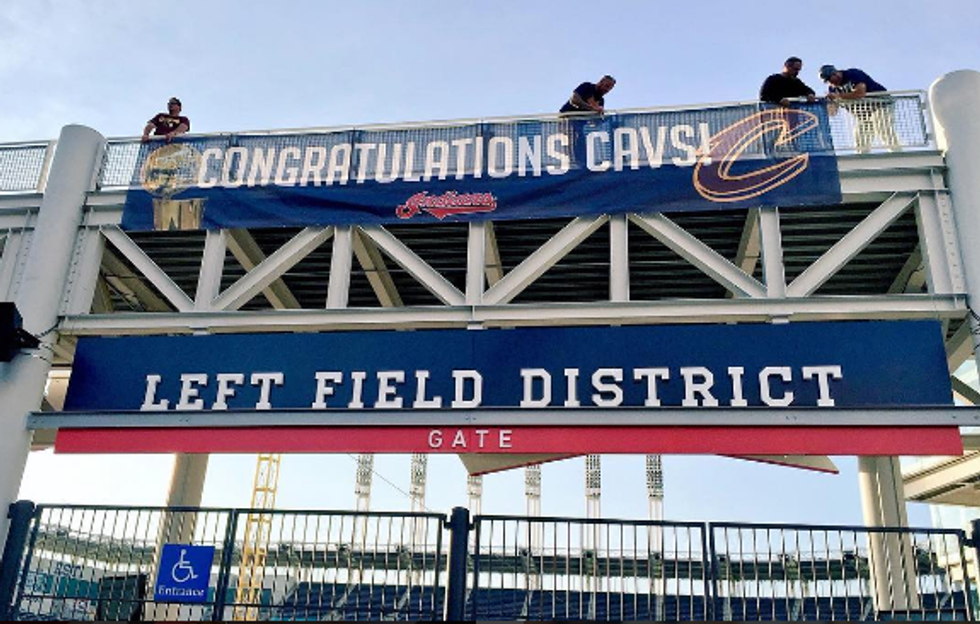 CONGRATULATIONS CAVS!
Indians
LEFT FIELD DISTRICT
GATE
Entrance